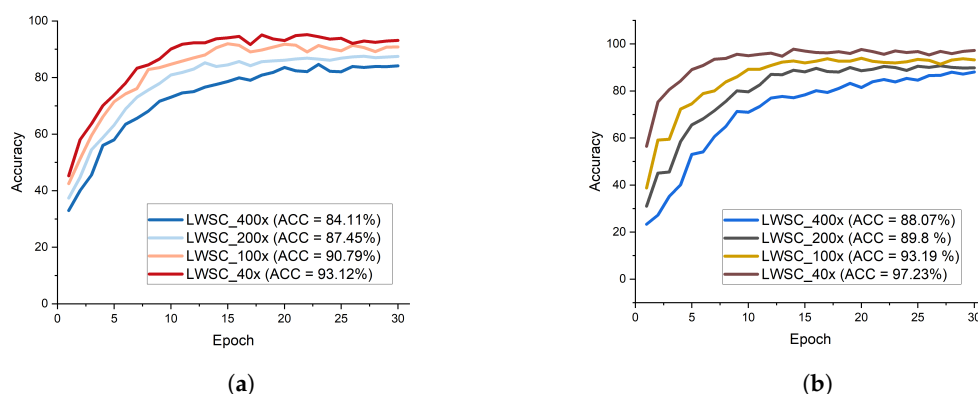 100
80
60
40
20
0
Accuracy
LWSC_400x (ACC = 84.11%)
LWSC_200x (ACC = 87.45%)
LWSC_100x (ACC = 90.79%)
LWSC_40x (ACC = 93.12%)
0 5 10 15 20 25 30
Epoch
(a)
100
80
60
40
20
0
Accuracy
LWSC_400x (ACC = 88.07%)
LWSC_200x (ACC = 89.8 %)
LWSC_100x (ACC = 93.19 %)
LWSC_40x (ACC = 97.23%)
0 5 10 15 20 25 30
Epoch
(b)